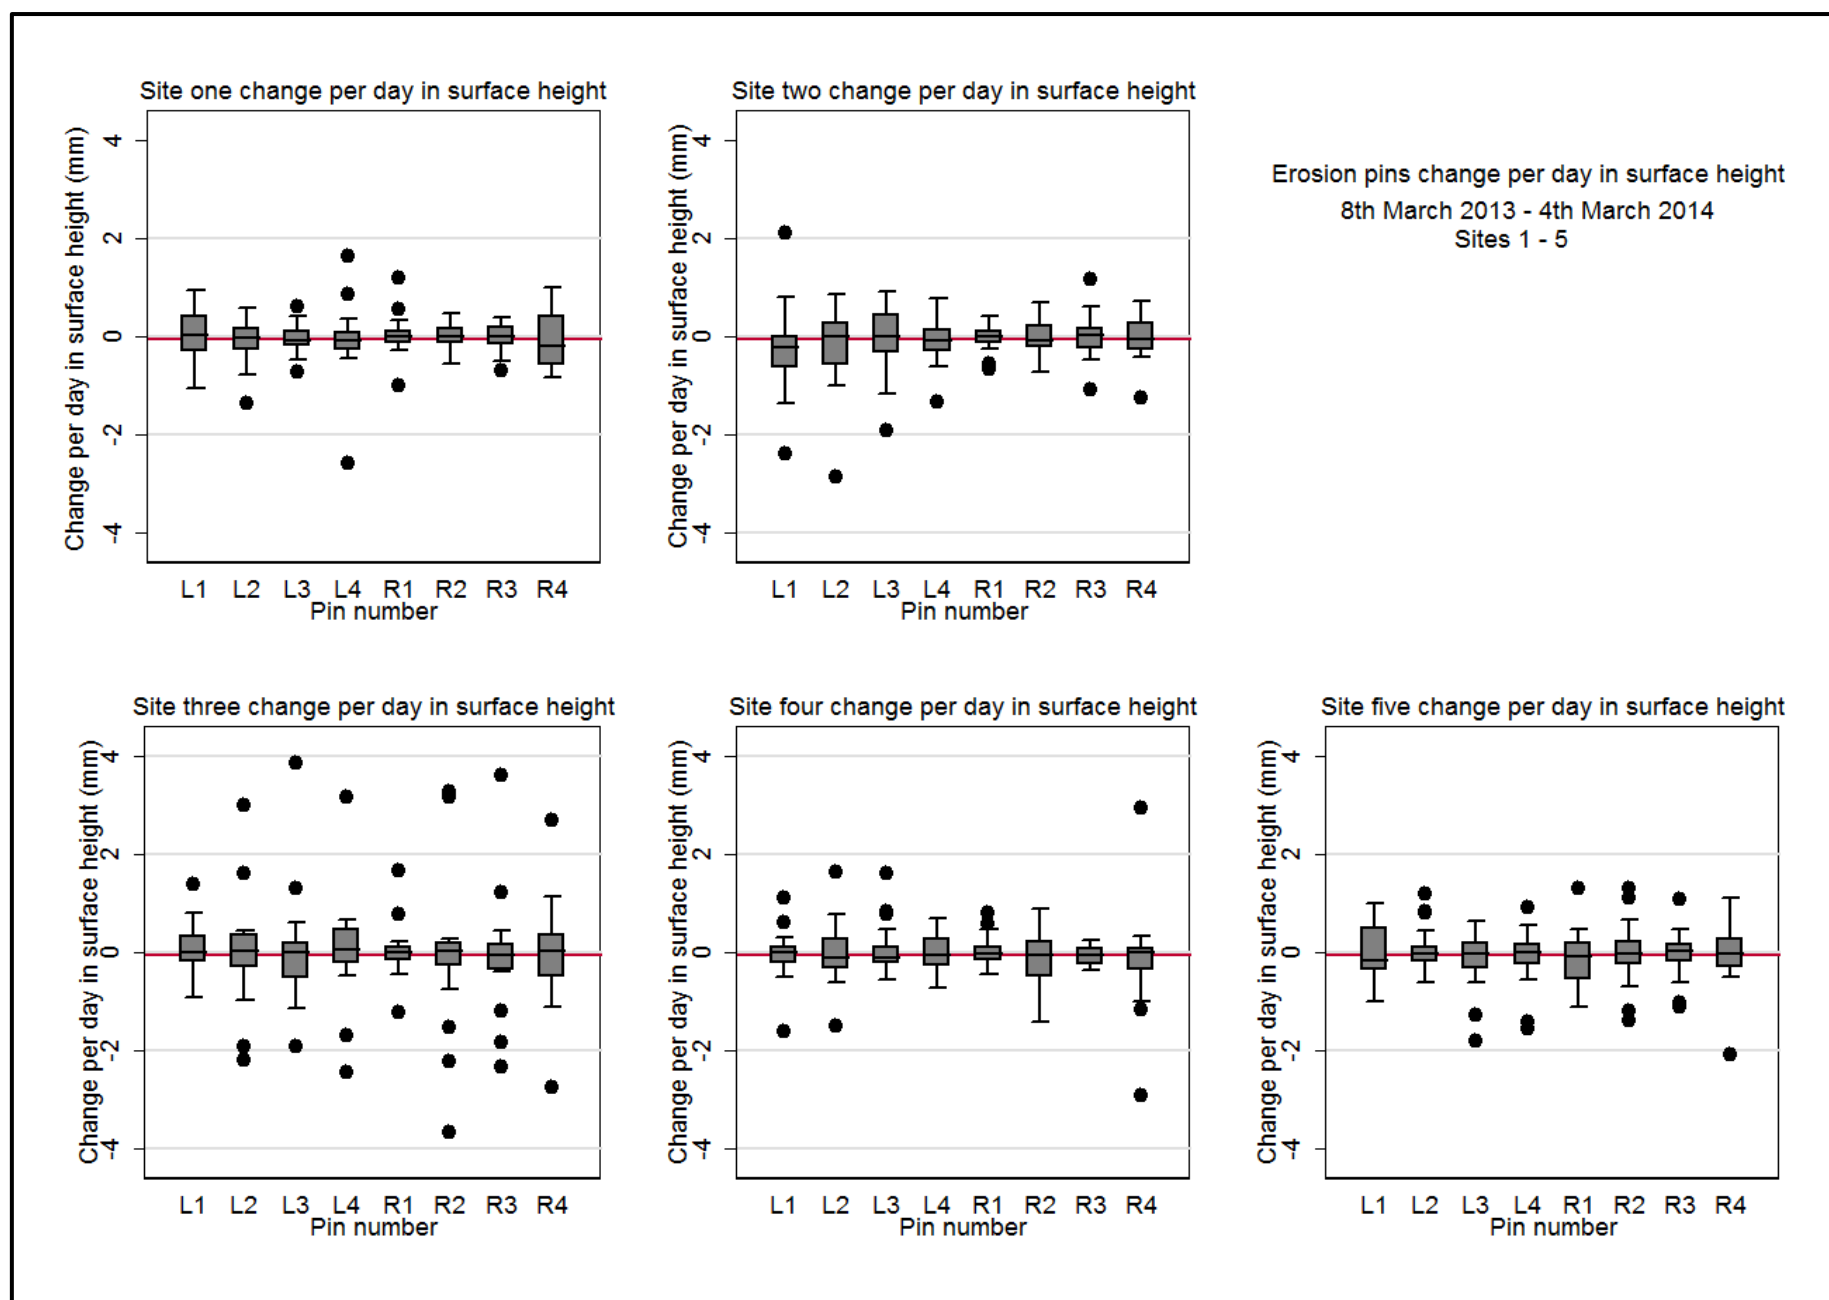 Site one change per day in surface height
Change per day in surface height (mm)
4
2
0
-2
-4
L1 L2 L3 L4 R1 R2 R3 R4
Pin number
Site two change per day in surface height
Change per day in surface height (mm)
4
2
0
-2
-4
L1 L2 L3 L4 R1 R2 R3 R4
Pin number
Erosion pins change per day in surface height
8th March 2013 - 4th March 2014
Sites 1 - 5
Site three change per day in surface height
Change per day in surface height (mm)
4
2
0
-2
-4
L1 L2 L3 L4 R1 R2 R3 R4
Pin number
Site four change per day in surface height
Change per day in surface height (mm)
4
2
0
-2
-4
L1 L2 L3 L4 R1 R2 R3 R4
Pin number
Site five change per day in surface height
Change per day in surface height (mm)
4
2
0
-2
-4
L1 L2 L3 L4 R1 R2 R3 R4
Pin number